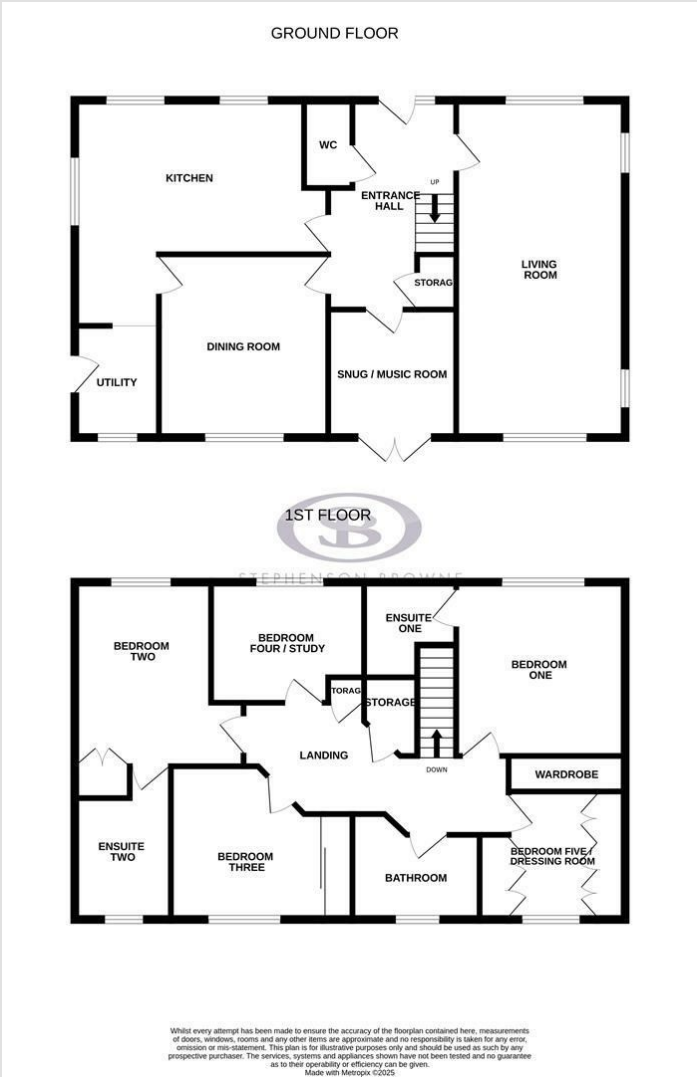 GROUND FLOOR
WC
KITCHEN
UP
ENTRANCE
HALL
LIVING
ROOM
STORAG
DINING ROOM
SNUG / MUSIC ROOM
UTILITY
1ST FLOOR
SB
STEPHENSON BROWNE
ENSUITE
ONE
BEDROOM
TWO
BEDROOM
FOUR / STUDY
BEDROOM
ONE
TORAG
STORAGE
LANDING
DOWN
WARDROBE
ENSUITE
TWO
BEDROOM
THREE
BATHROOM
BEDROOM FIVE /
DRESSING ROOM
Whilst every attempt has been made to ensure the accuracy of the floorplan contained here, measurements
of doors, windows, rooms and any other items are approximate and no responsibility is taken for any error,
omission or mis-statement. This plan is for illustrative purposes only and should be used as such by any
prospective purchaser. The services, systems and appliances shown have not been tested and no guarantee
as to their operability or efficiency can be given.
Made with Metropix ©2025